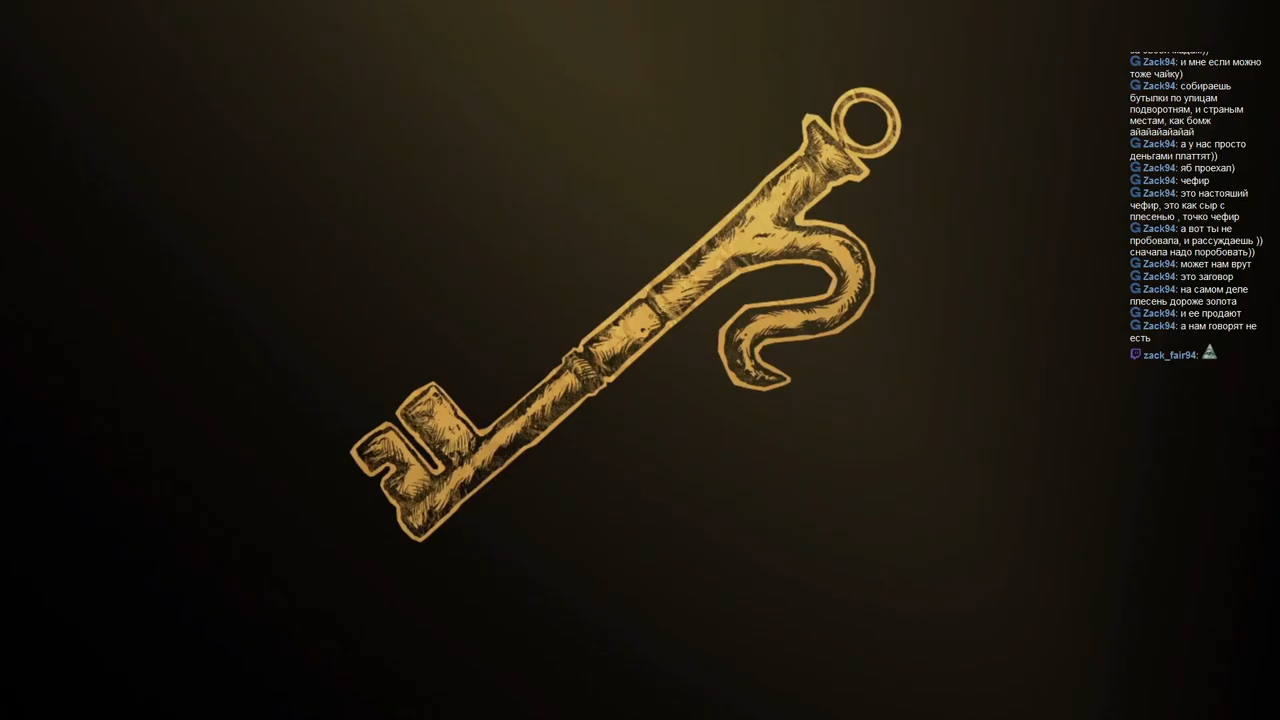 Zack94: и мне если можно
тоже чайку)
Zack94: собираешь
бутылки по улицам
подворотням, и страным
местам, как бомж
айайайайайай
Zack94: а у нас просто
деньгами платтят))
Zack94: яб проехал)
Zack94: чефир
Zack94: это настояший
чефир, это как сыр с
плесенью , точко чефир
Zack94: а вот ты не
пробовала, и рассуждаешь ))
сначала надо поробовать))
Zack94: может нам врут
Zack94: это заговор
Zack94: на самом деле
плесень дороже золота
Zack94: и ее продают
Zack94: а нам говорят не
есть
zack_fair94: